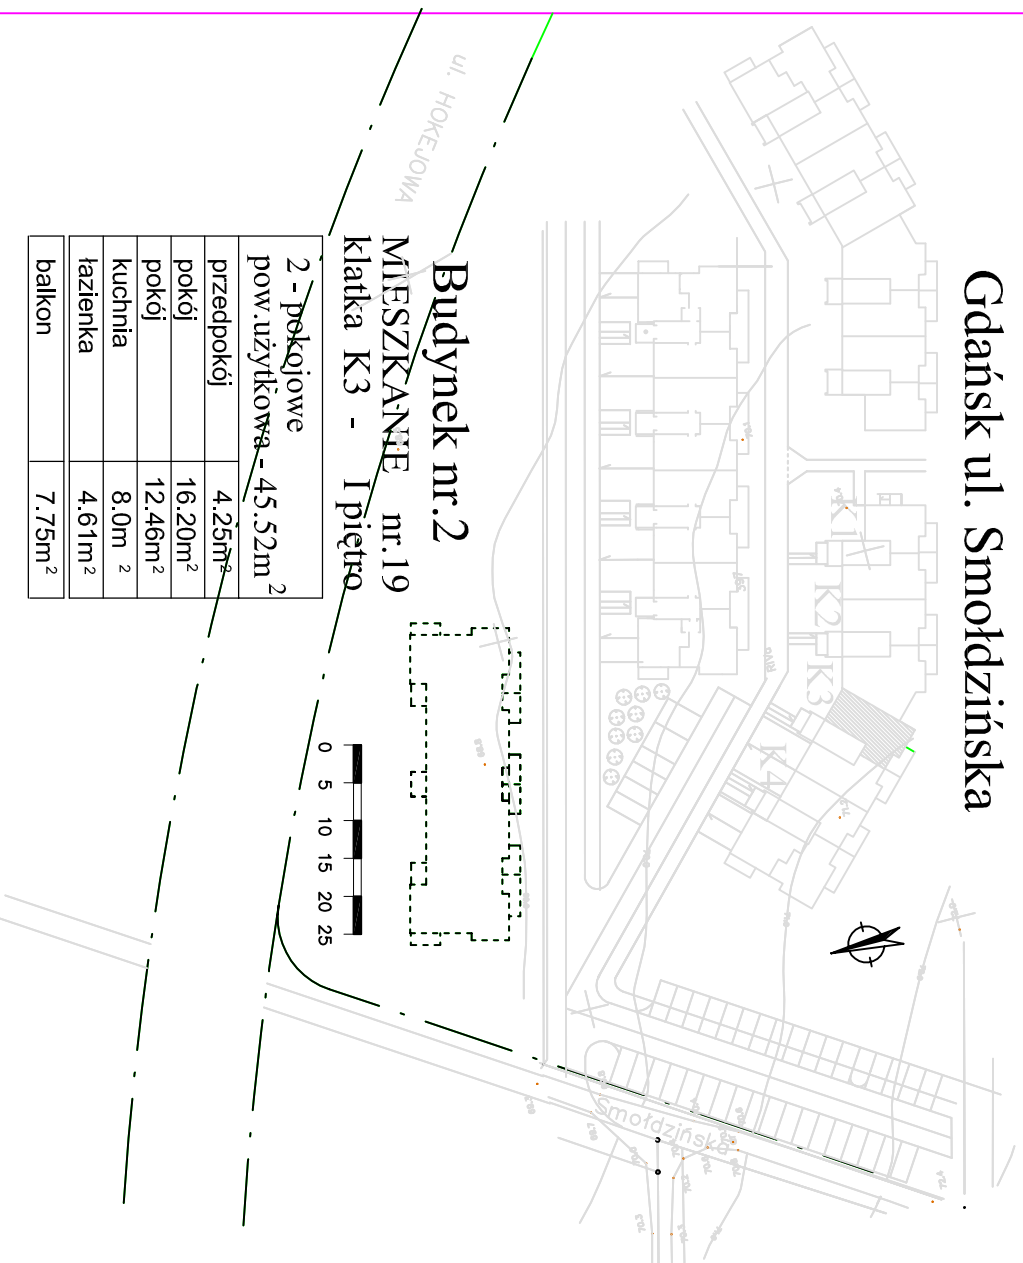 Gdańsk ul. Smołdzińska
Budynek nr.2
MIESZKANIE nr.19
klatka K3 - I piętro
2 - pokojowe
pow.użytkowa - 45.52m²
przedpokój 4.25m²
pokój 16.20m²
pokój 12.46m²
kuchnia 8.0m²
łazienka 4.61m²
balkon 7.75m²
ul. HOKEJOWA
K1
K2
K3
K4
0 5 10 15 20 25
Smołdzińska